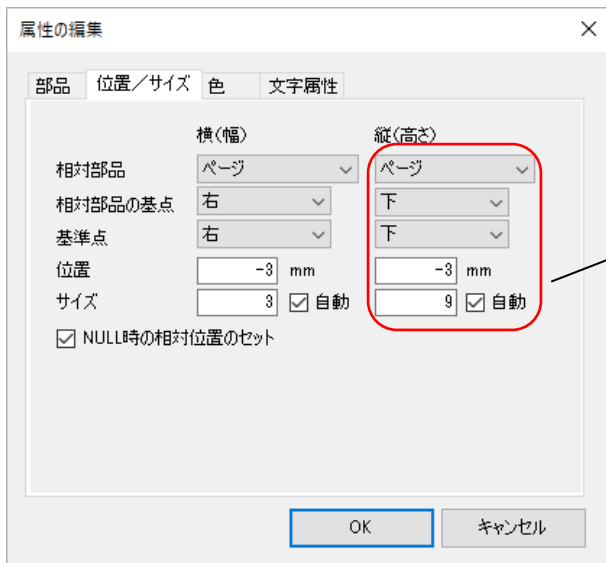 属性の編集
部品 位置／サイズ 色 文字属性
横(幅) 縦(高さ)
相対部品 ページ ページ
相対部品の基点 右 下
基準点 右 下
位置 -3 mm -3 mm
サイズ 3 自動 9 自動
NULL時の相対位置のセット
OK キャンセル